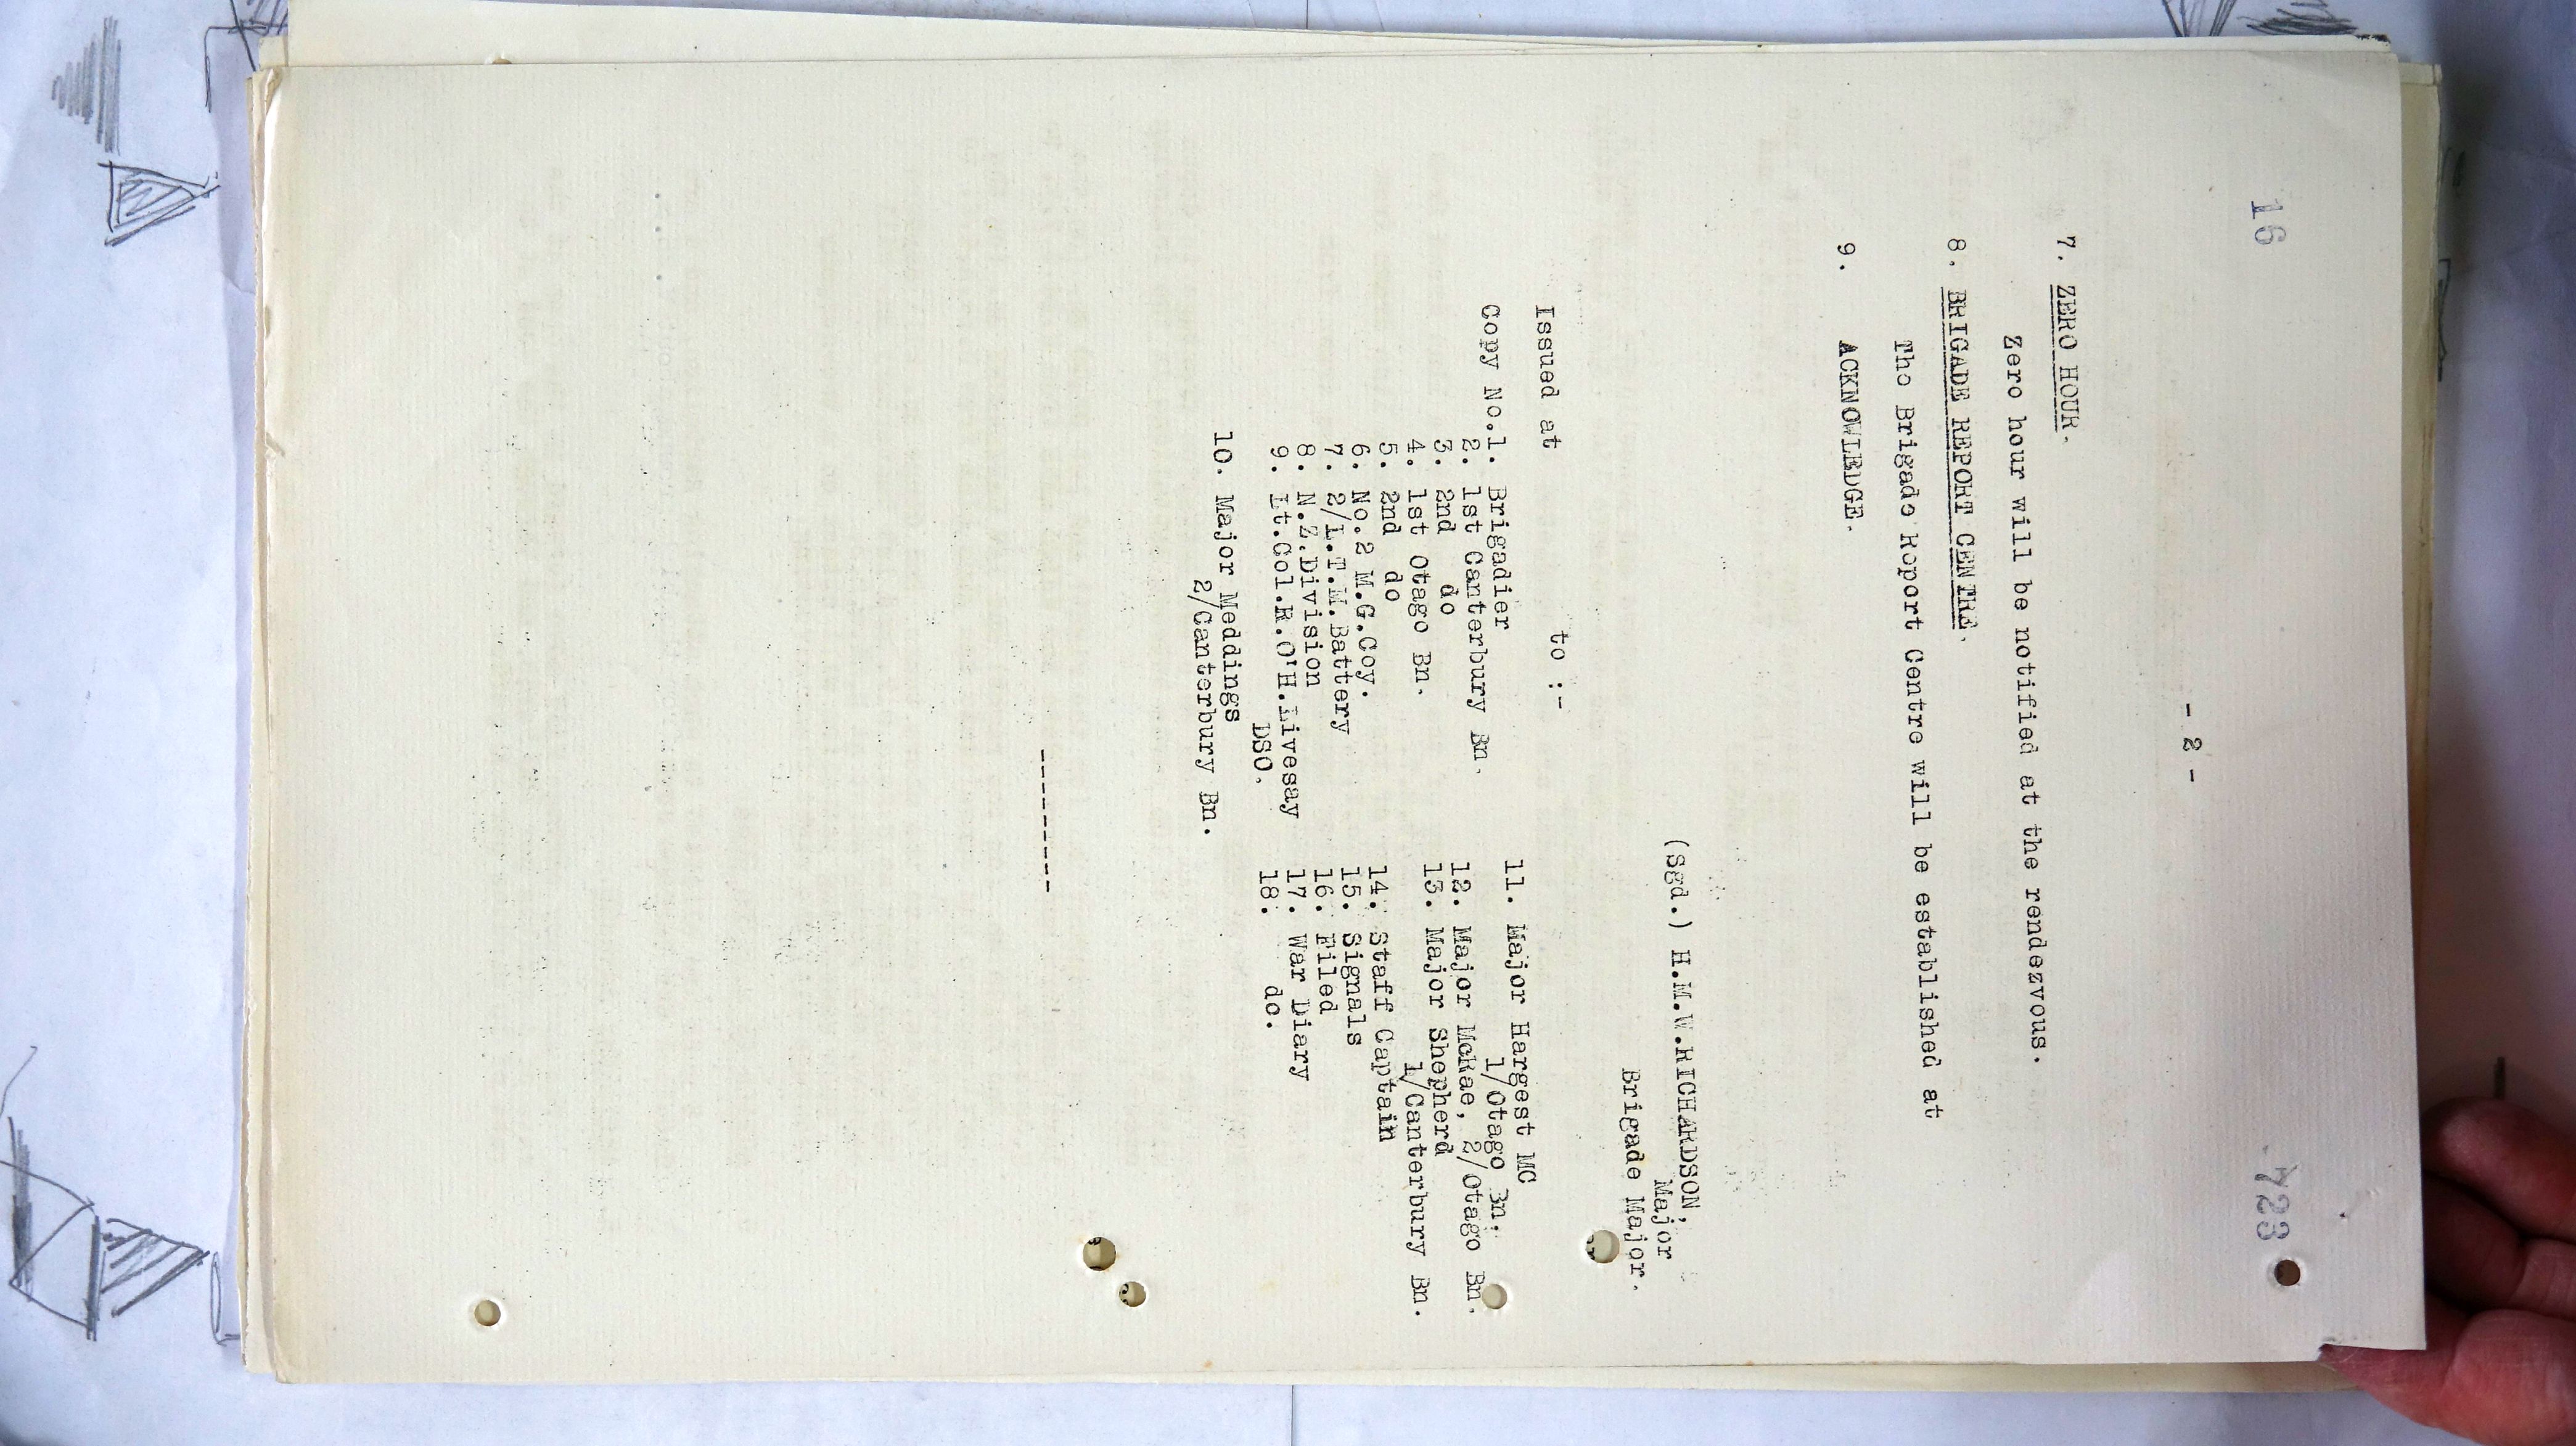 16
723
- 2 -
7. ZERO HOUR.
Zero hour will be notified at the rendezvous.
8. BRIGADE REPORT CENTRE.
The Brigade Report Centre will be established at
9. ACKNOWLEDGE.
(Sgd.) H.M.W.RICHARDSON,
Major
Brigade Major.
Issued at to :-
Copy No.1. Brigadier
2. 1st Canterbury Bn.
3. 2nd do
4. 1st Otago Bn.
5. 2nd do
6. No.2 M.G.Coy.
7. 2/L.T.M.Battery
8. N.Z.Division
9. Lt.Col.R.O'H.Livesay
DSO.
10. Major Meddings
2/Canterbury Bn.
11. Major Hargest MC
1/Otago Bn.
12. Major McRae, 2/Otago Bn.
13. Major Shepherd
1/Canterbury Bn.
14. Staff Captain
15. Signals
16. Filed
17. War Diary
18. do.
----------